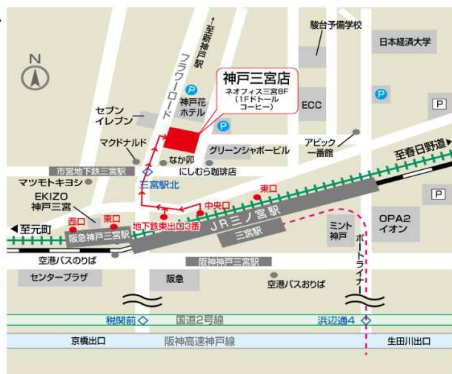 N
至新神戸駅
フラワーロード
神戸花
ホテル
P
神戸三宮店
ネオフィス三宮8F
(1Fドトール
コーヒー)
駿台予備学校
日本経済大学
ECC
P
P
セブン
イレブン
マクドナルド
なか卯
にしむら珈琲店
グリーンシャポービル
アピック
一番館
至春日野道
市営地下鉄三宮駅
三宮駅北
マツモトキヨシ
EKIZO
神戸三宮
西口
東口
地下鉄東出口3番
中央口
東口
JR三ノ宮駅
三宮駅
P
至元町
阪急神戸三宮駅
ミント
神戸
OPA2
イオン
ポートライナー
空港バスのりば
阪神神戸三宮駅
センタープラザ
阪急
空港バスおりば
税関前
国道2号線
浜辺通4
京橋出口
阪神高速神戸線
生田川出口